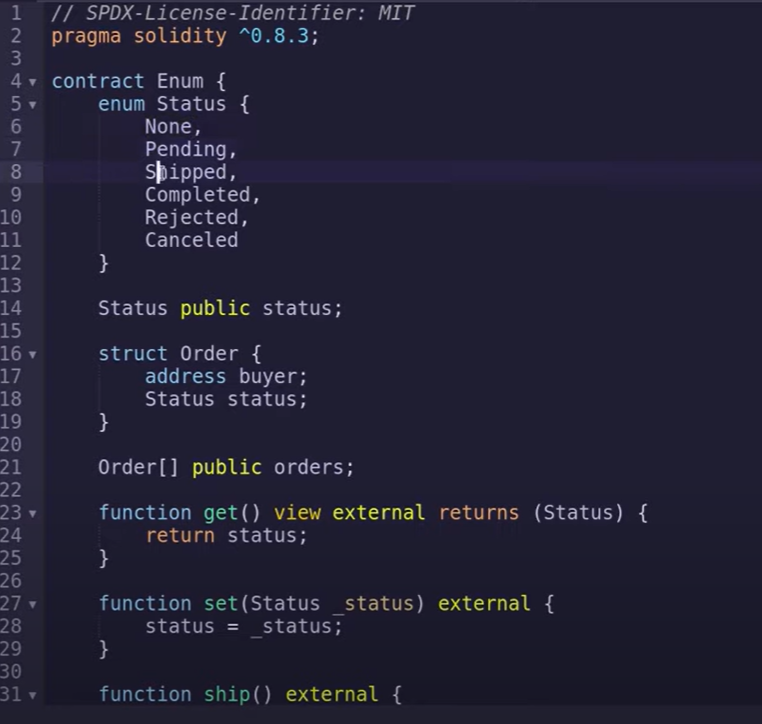 1 // SPDX-License-Identifier: MIT
2 pragma solidity ^0.8.3;
3
4 contract Enum {
5     enum Status {
6         None,
7         Pending,
8         Shipped,
9         Completed,
10         Rejected,
11         Canceled
12     }
13
14     Status public status;
15
16     struct Order {
17         address buyer;
18         Status status;
19     }
20
21     Order[] public orders;
22
23     function get() view external returns (Status) {
24         return status;
25     }
26
27     function set(Status _status) external {
28         status = _status;
29     }
30
31     function ship() external {